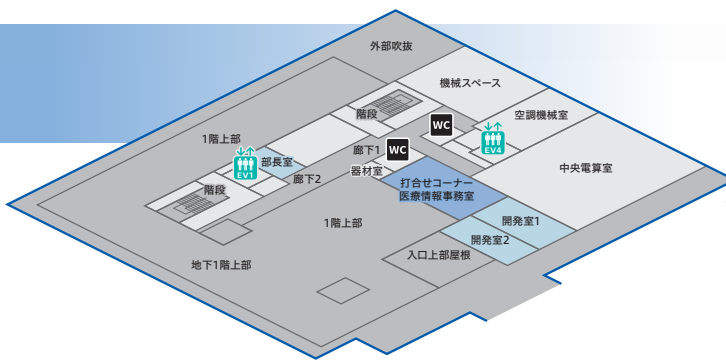 外部吹抜
機械スペース
階段
空調機械室
WC
EV4
1階上部
WC
廊下1
中央電算室
EV1
部長室
器材室
廊下2
打合せコーナー
医療情報事務室
階段
開発室1
1階上部
開発室2
入口上部屋根
地下1階上部